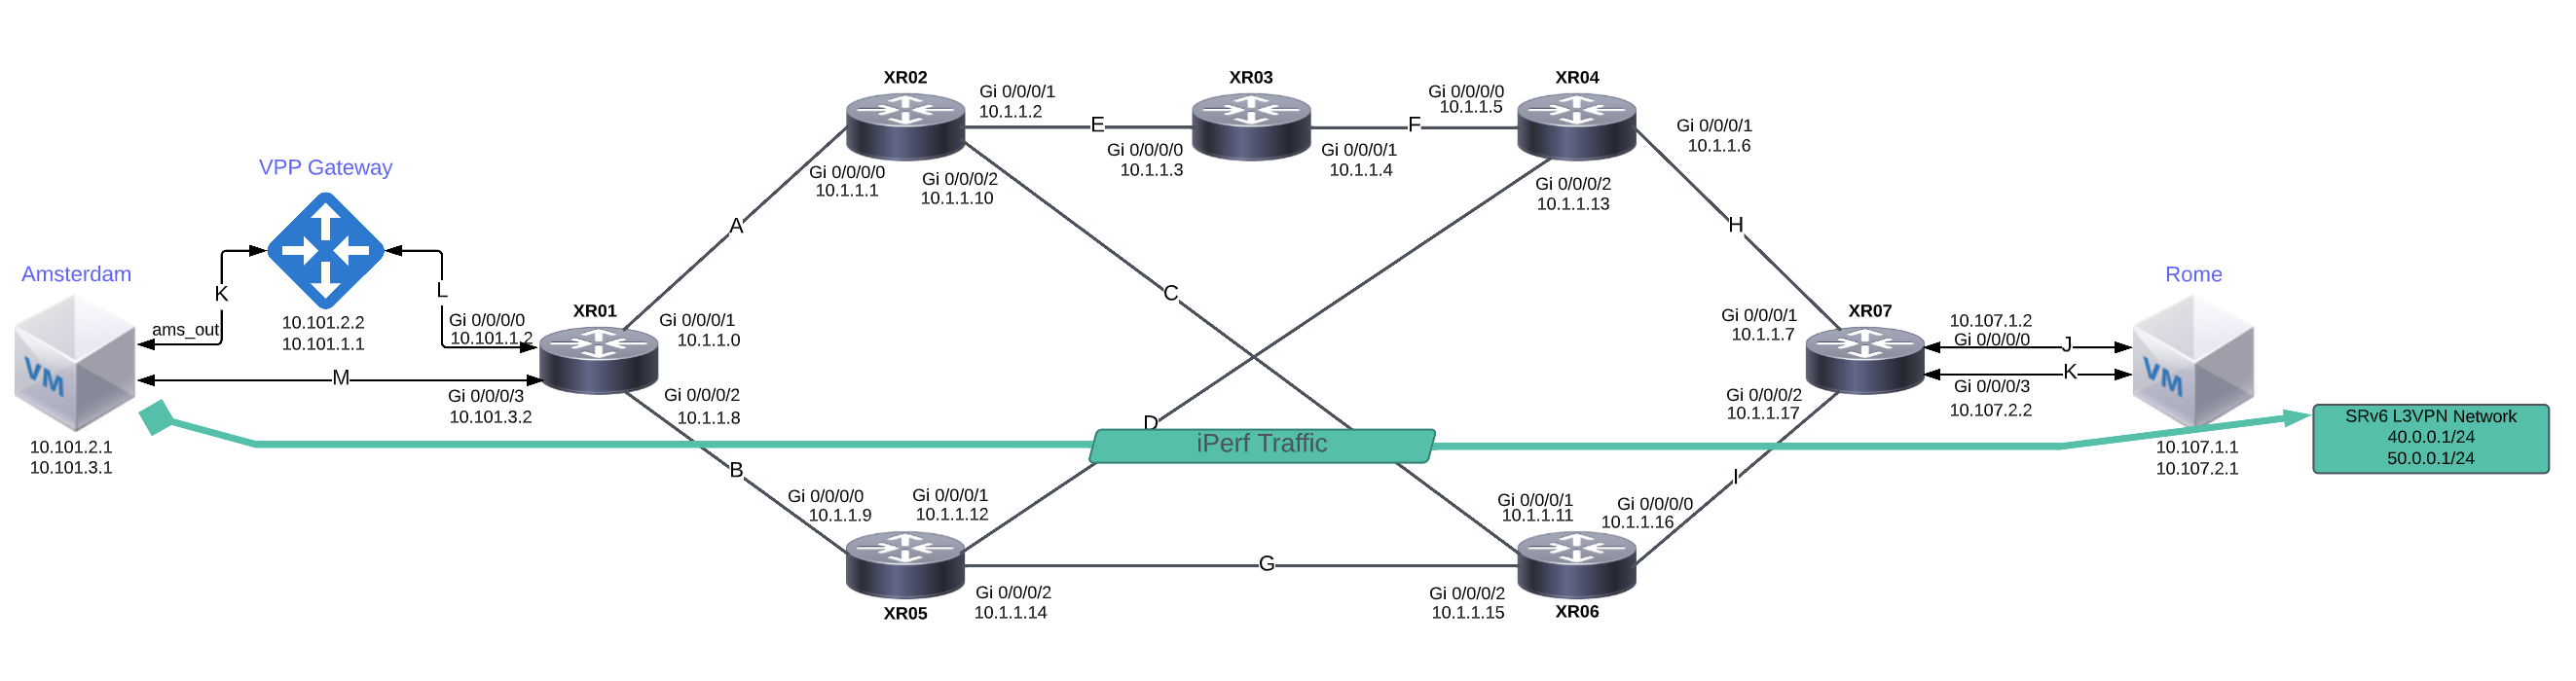 XR02
XR03
XR04
Gi 0/0/0/1
10.1.1.2
Gi 0/0/0/0
10.1.1.5
E
F
Gi 0/0/0/1
10.1.1.6
Gi 0/0/0/0
10.1.1.3
Gi 0/0/0/1
10.1.1.4
VPP Gateway
Gi 0/0/0/0
10.1.1.1
Gi 0/0/0/2
10.1.1.10
Gi 0/0/0/2
10.1.1.13
A
H
Amsterdam
K
L
C
Rome
ams_out
10.101.2.2
10.101.1.1
XR01
Gi 0/0/0/0
10.101.1.2
Gi 0/0/0/1
10.1.1.0
XR07
Gi 0/0/0/1
10.1.1.7
10.107.1.2
Gi 0/0/0/0
J
VM
M
Gi 0/0/0/3
10.101.3.2
Gi 0/0/0/2
10.1.1.8
Gi 0/0/0/2
10.1.1.17
K
Gi 0/0/0/3
10.107.2.2
VM
D
iPerf Traffic
SRv6 L3VPN Network
40.0.0.1/24
50.0.0.1/24
10.101.2.1
10.101.3.1
10.107.1.1
10.107.2.1
B
I
Gi 0/0/0/0
10.1.1.9
Gi 0/0/0/1
10.1.1.12
Gi 0/0/0/1
10.1.1.11
Gi 0/0/0/0
10.1.1.16
G
Gi 0/0/0/2
10.1.1.14
Gi 0/0/0/2
10.1.1.15
XR05
XR06